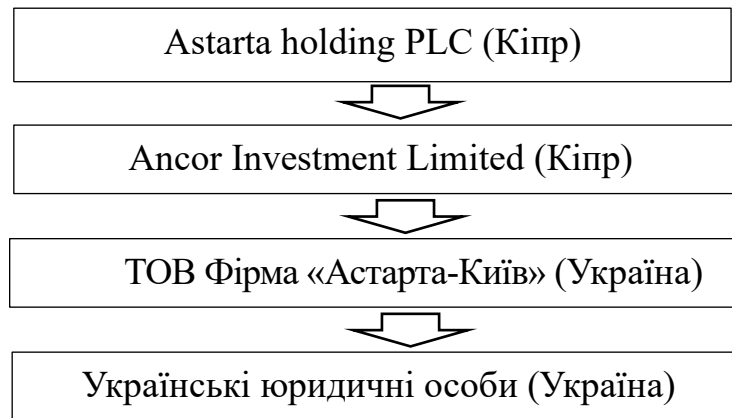 Astarta holding PLC (Кіпр)
Ancor Investment Limited (Кіпр)
ТОВ Фірма «Астарта-Київ» (Україна)
Українські юридичні особи (Україна)